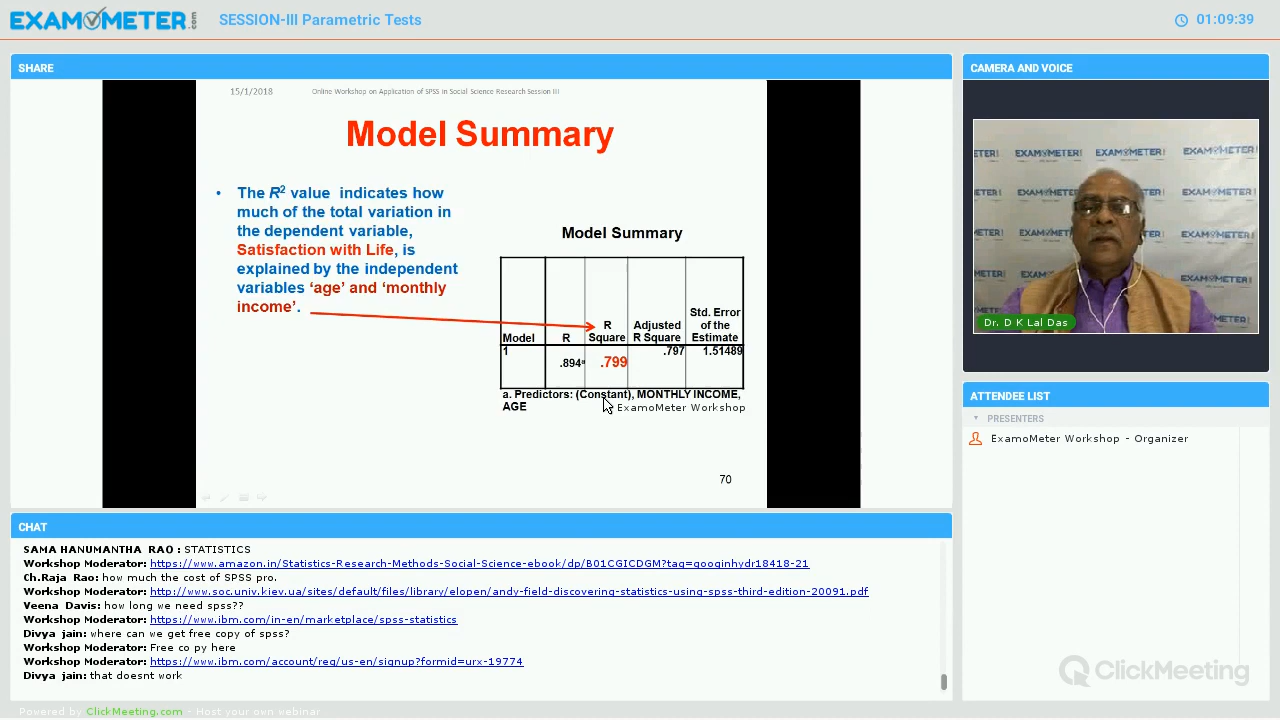 EXAMOMETER.com SESSION-III Parametric Tests 01:09:39
SHARE
15/1/2018 Online Workshop on Application of SPSS in Social Science Research Session III
Model Summary
• The R² value indicates how
much of the total variation in
the dependent variable,
Satisfaction with Life, is
explained by the independent
variables ‘age’ and ‘monthly
income’.
Model Summary
Model R R Square Adjusted R Square Std. Error of the Estimate
1 .894ᵃ .799 .797 1.51489
a. Predictors: (Constant), MONTHLY INCOME,
AGE
ExamoMeter Workshop
70
CAMERA AND VOICE
ETER! EXAMOMETER! EXAMOMETER! EXAMOMETER!
Dr. D K Lal Das
ATTENDEE LIST
PRESENTERS
ExamoMeter Workshop - Organizer
CHAT
SAMA HANUMANTHA RAO : STATISTICS
Workshop Moderator: https://www.amazon.in/Statistics-Research-Methods-Social-Science-ebook/dp/B01CGICDGM?tag=googinhydr18418-21
Ch.Raja Rao: how much the cost of SPSS pro.
Workshop Moderator: http://www.soc.univ.kiev.ua/sites/default/files/library/elopen/andy-field-discovering-statistics-using-spss-third-edition-20091.pdf
Veena Davis: how long we need spss??
Workshop Moderator: https://www.ibm.com/in-en/marketplace/spss-statistics
Divya jain: where can we get free copy of spss?
Workshop Moderator: Free co py here
Workshop Moderator: https://www.ibm.com/account/reg/us-en/signup?formid=urx-19774
Divya jain: that doesnt work
ClickMeeting
Powered by ClickMeeting.com - Host your own webinar